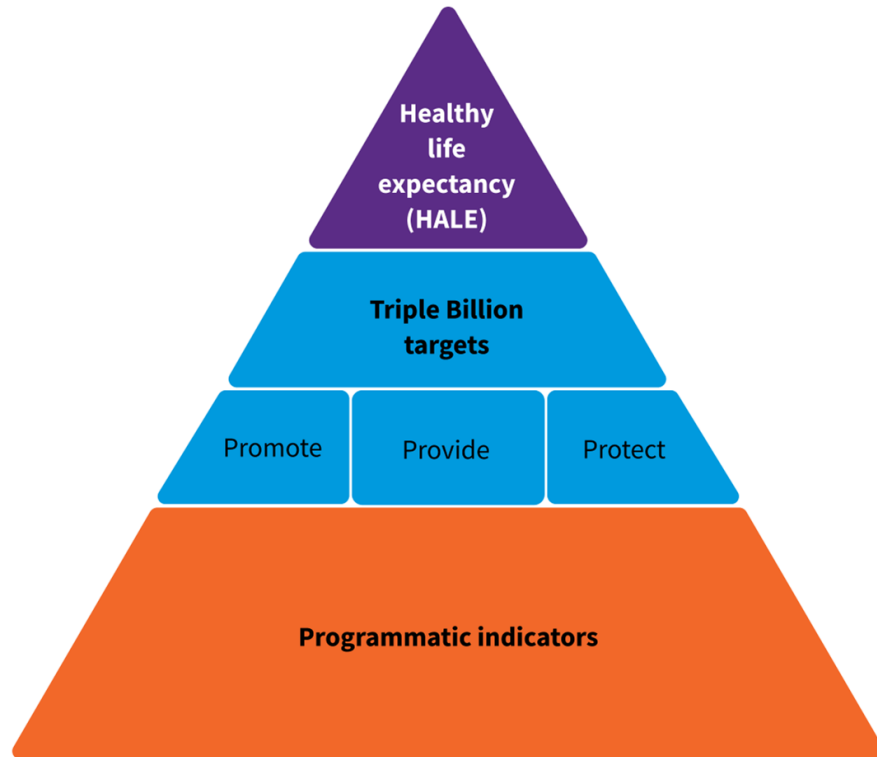 Healthy
life
expectancy
(HALE)
Triple Billion
targets
Promote
Provide
Protect
Programmatic indicators